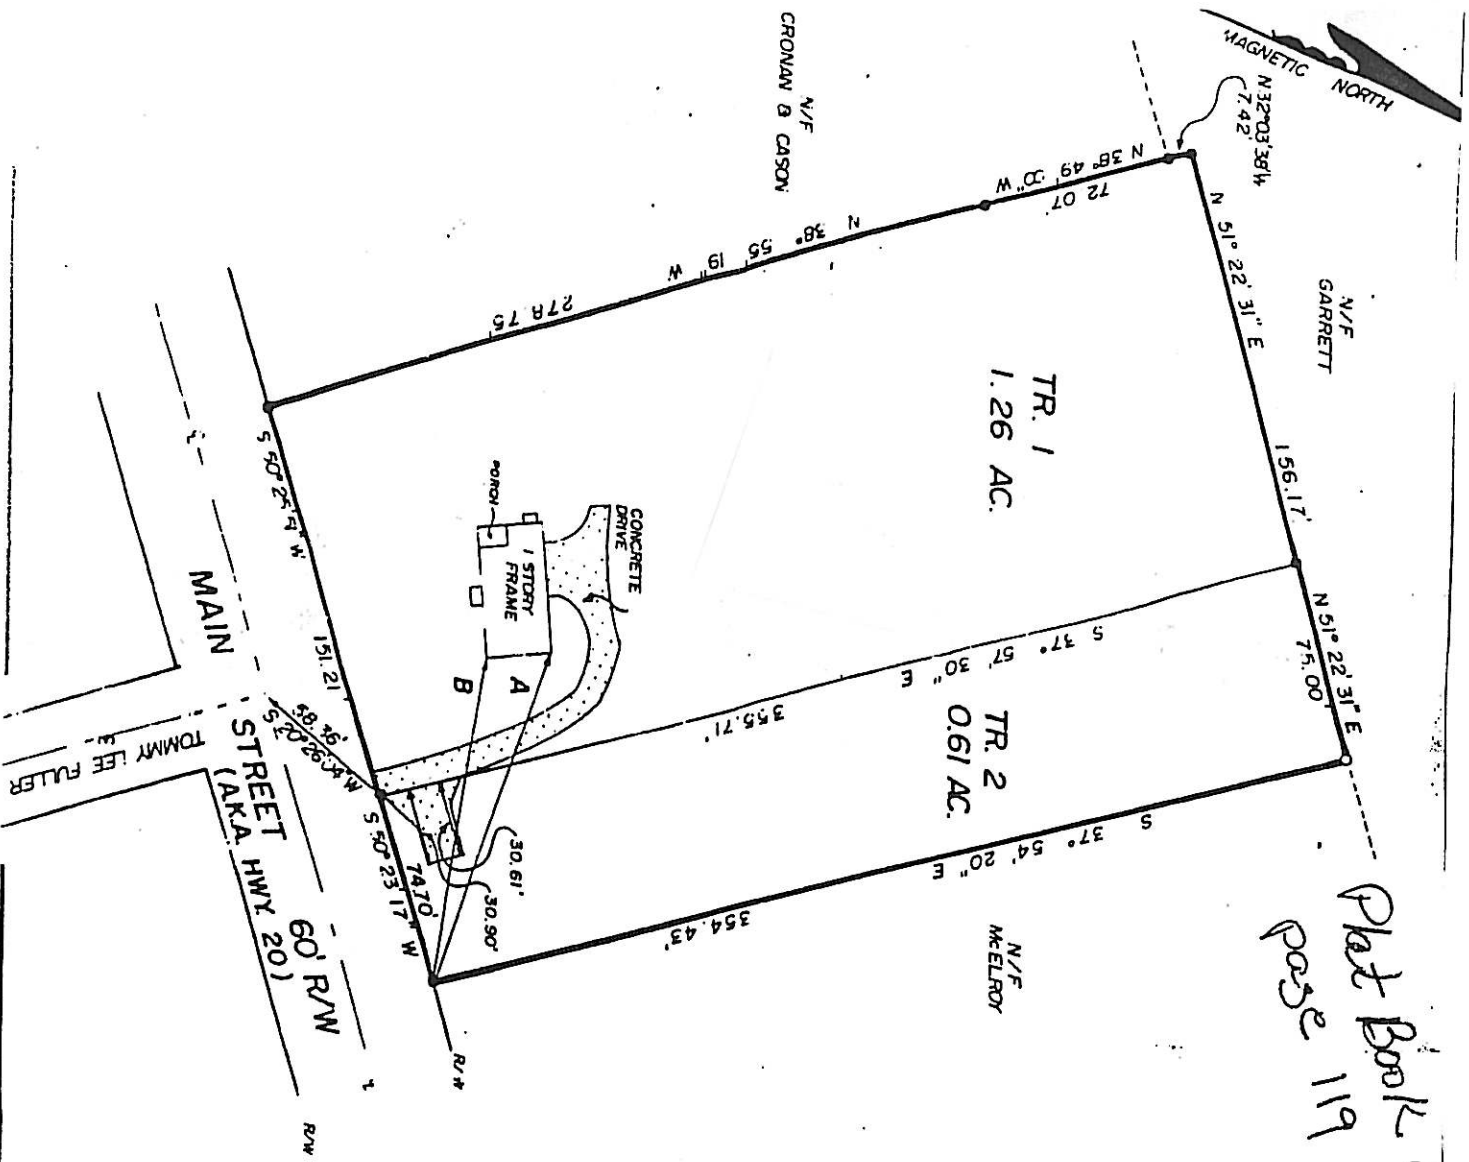 MAGNETIC NORTH
N 32°03'38"W
7.42'
N/F
CRONAN & CASON
N 38° 49' 00" W
72.07'
N 38° 55' 19" W
278.75
N 51° 22' 31" E
156.17'
N/F
GARRETT
N 51° 22' 31" E
75.00'
TR. 1
1.26 AC.
TR. 2
0.61 AC.
S 37° 57' 30" E
355.71'
S 37° 54' 20" E
354.43'
N/F
McELROY
Plat Book
page 119
CONCRETE
DRIVE
PORCH
1 STORY
FRAME
A
B
30.61'
30.90'
S 50° 25' W
151.21
S 50° 23' 17" W
74.70'
58.76'
W
MAIN STREET
(A.K.A. HWY. 20)
60' R/W
TOMMY LEE FULLER
R/W
R/W